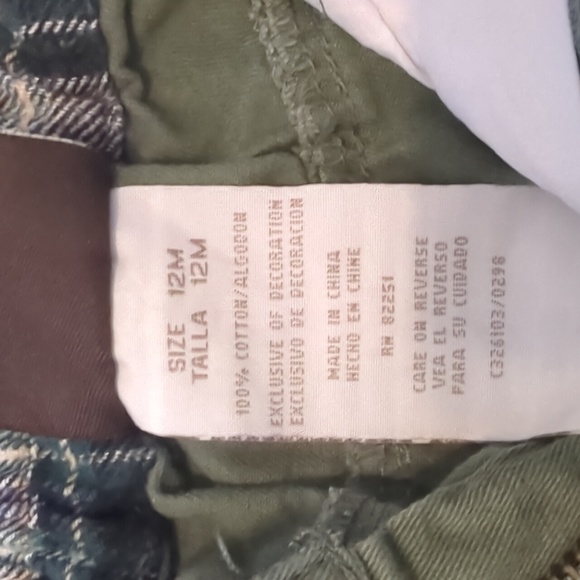 SIZE 12M
TALLA 12M
100% COTTON/ALGODON
EXCLUSIVE OF DECORATION
EXCLUSIVO DE DECORACION
MADE IN CHINA
HECHO EN CHINE
RN 82251
CARE ON REVERSE
VEA EL REVERSO
PARA SU CUIDADO
C326103/0298